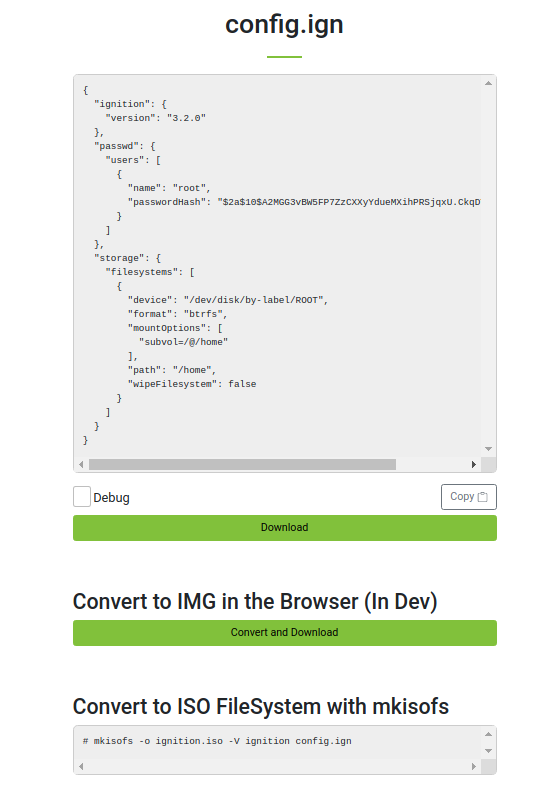 config.ign
{
  "ignition": {
    "version": "3.2.0"
  },
  "passwd": {
    "users": [
      {
        "name": "root",
        "passwordHash": "$2a$10$A2MGG3vBW5FP7ZzCXXyYdueMXihPRSjqxU.CkqD
      }
    ]
  },
  "storage": {
    "filesystems": [
      {
        "device": "/dev/disk/by-label/ROOT",
        "format": "btrfs",
        "mountOptions": [
          "subvol=/@/home"
        ],
        "path": "/home",
        "wipeFilesystem": false
      }
    ]
  }
}
Debug
Copy
Download
Convert to IMG in the Browser (In Dev)
Convert and Download
Convert to ISO FileSystem with mkisofs
# mkisofs -o ignition.iso -V ignition config.ign